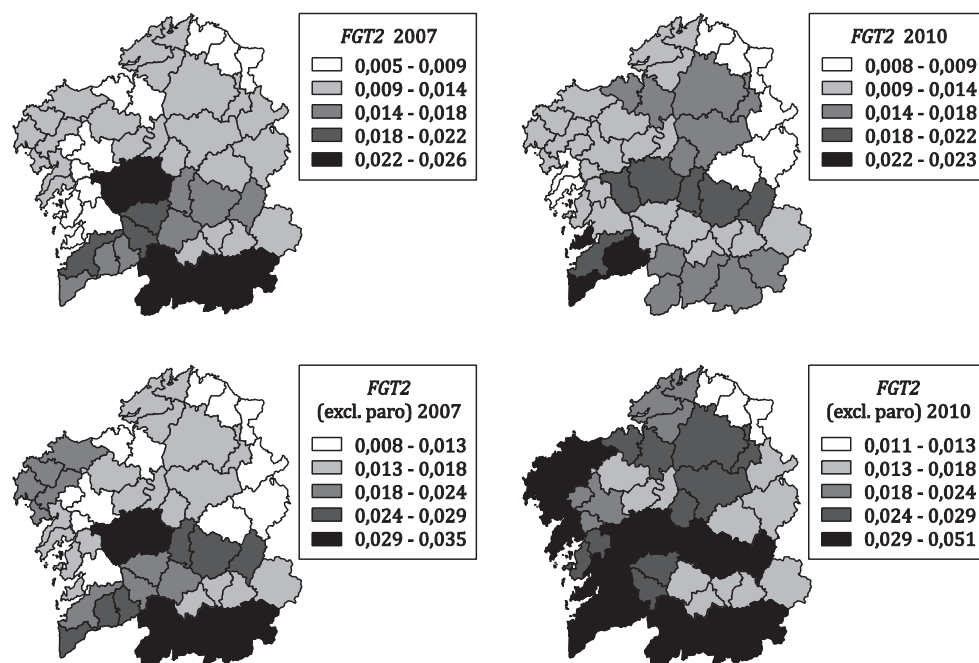 FGT2 2007
0,005 - 0,009
0,009 - 0,014
0,014 - 0,018
0,018 - 0,022
0,022 - 0,026
FGT2 2010
0,008 - 0,009
0,009 - 0,014
0,014 - 0,018
0,018 - 0,022
0,022 - 0,023
FGT2
(excl. paro) 2007
0,008 - 0,013
0,013 - 0,018
0,018 - 0,024
0,024 - 0,029
0,029 - 0,035
FGT2
(excl. paro) 2010
0,011 - 0,013
0,013 - 0,018
0,018 - 0,024
0,024 - 0,029
0,029 - 0,051